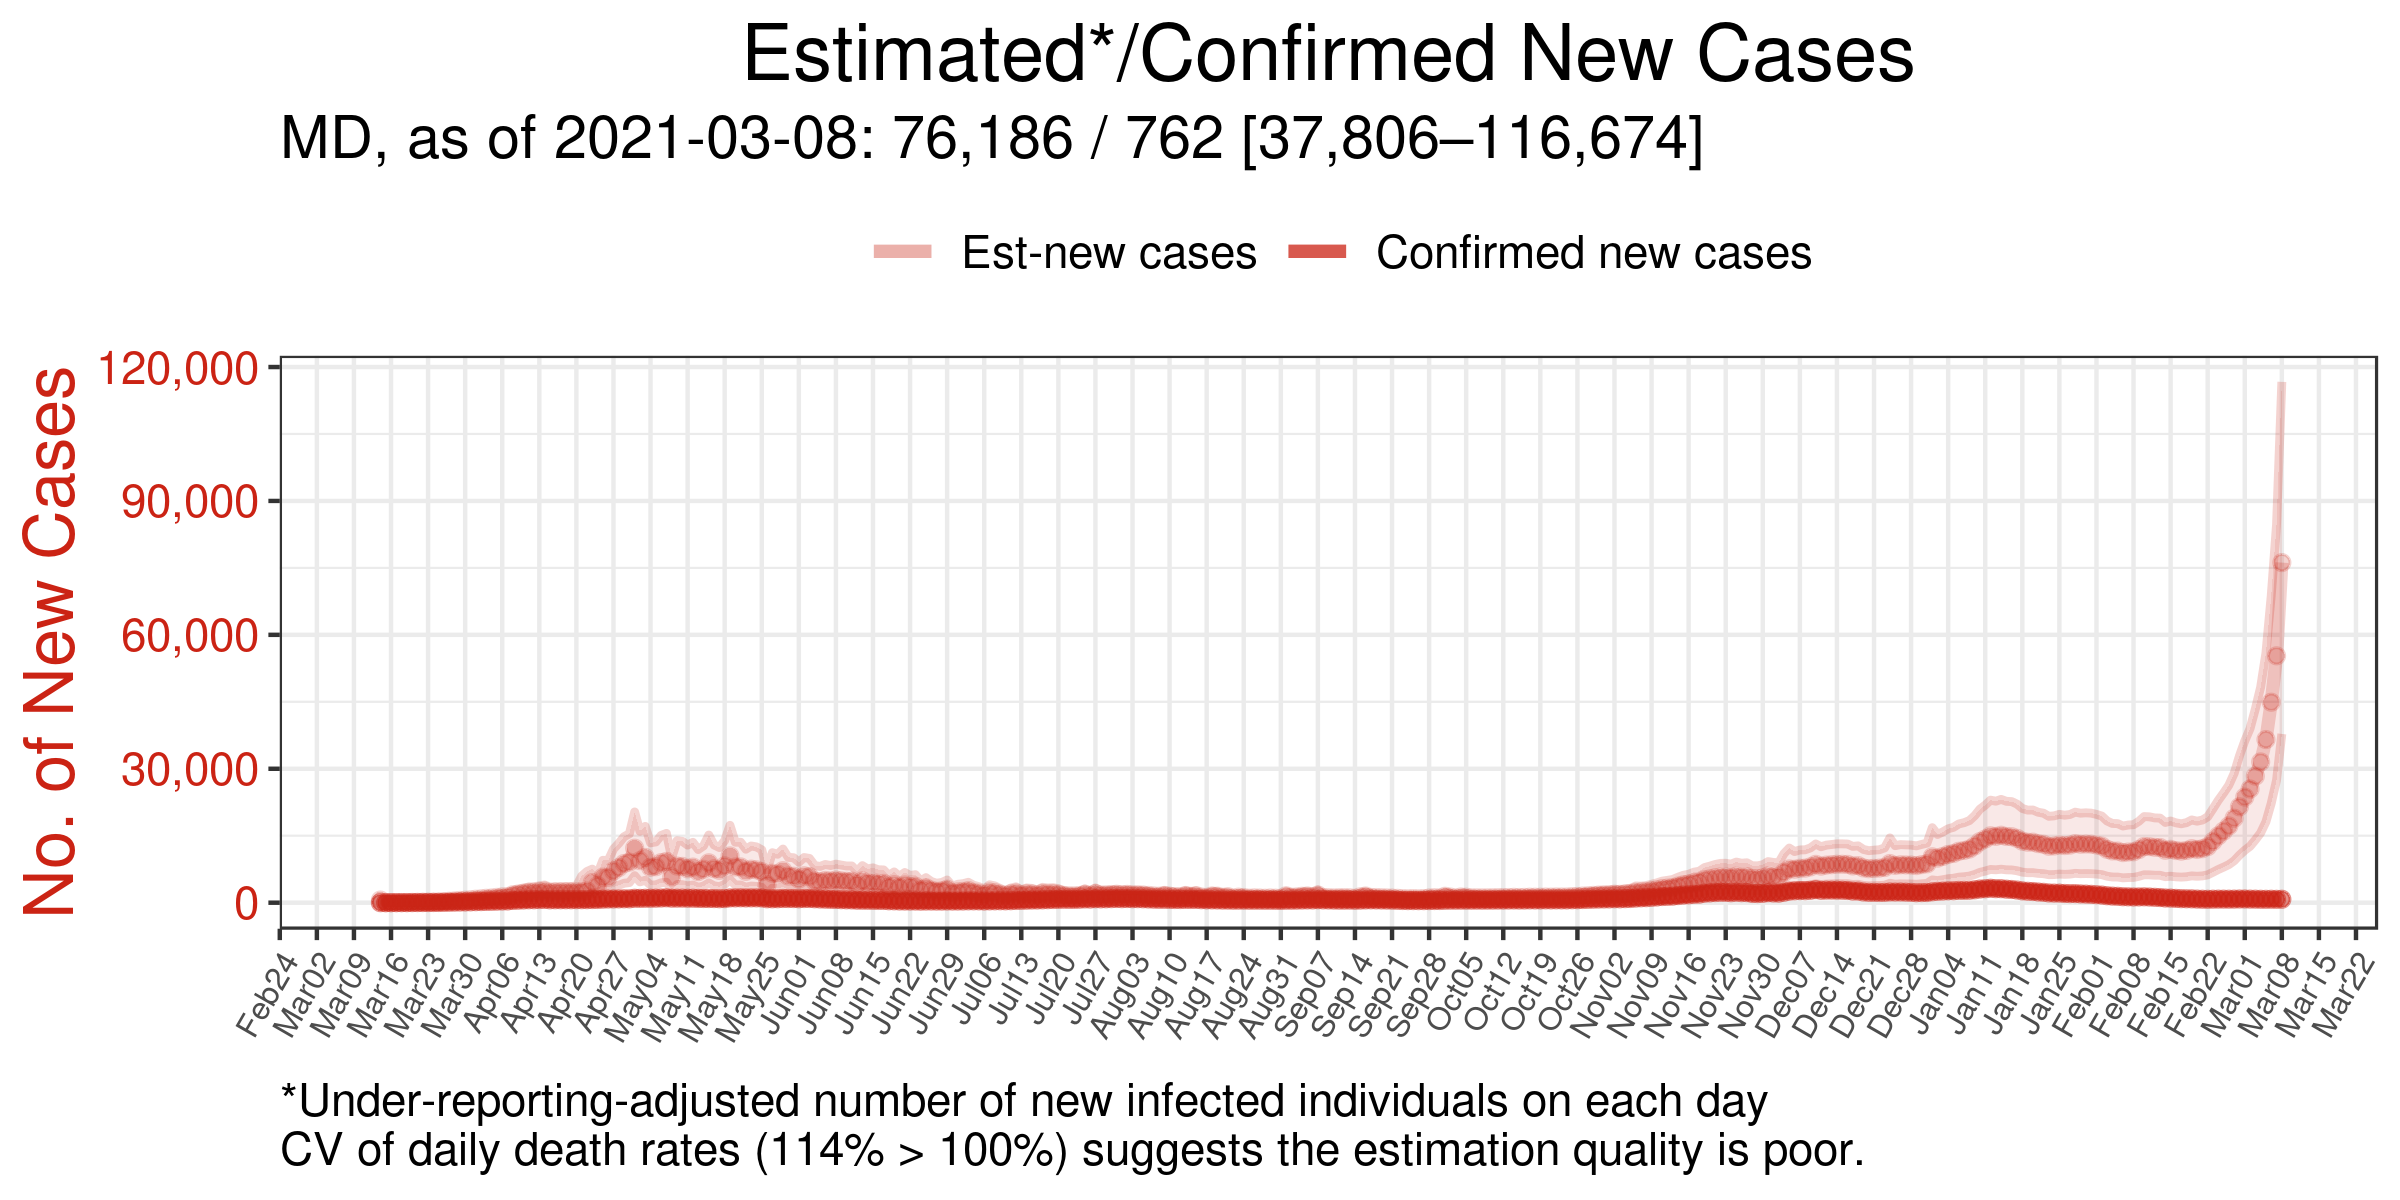 Estimated*/Confirmed New Cases
MD, as of 2021-03-08: 76,186 / 762 [37,806–116,674]
Est-new cases
Confirmed new cases
No. of New Cases
120,000
90,000
60,000
30,000
0
Feb24
Mar02
Mar09
Mar16
Mar23
Mar30
Apr06
Apr13
Apr20
Apr27
May04
May11
May18
May25
Jun01
Jun08
Jun15
Jun22
Jun29
Jul06
Jul13
Jul20
Jul27
Aug03
Aug10
Aug17
Aug24
Aug31
Sep07
Sep14
Sep21
Sep28
Oct05
Oct12
Oct19
Oct26
Nov02
Nov09
Nov16
Nov23
Nov30
Dec07
Dec14
Dec21
Dec28
Jan04
Jan11
Jan18
Jan25
Feb01
Feb08
Feb15
Feb22
Mar01
Mar08
Mar15
Mar22
*Under-reporting-adjusted number of new infected individuals on each day
CV of daily death rates (114% > 100%) suggests the estimation quality is poor.